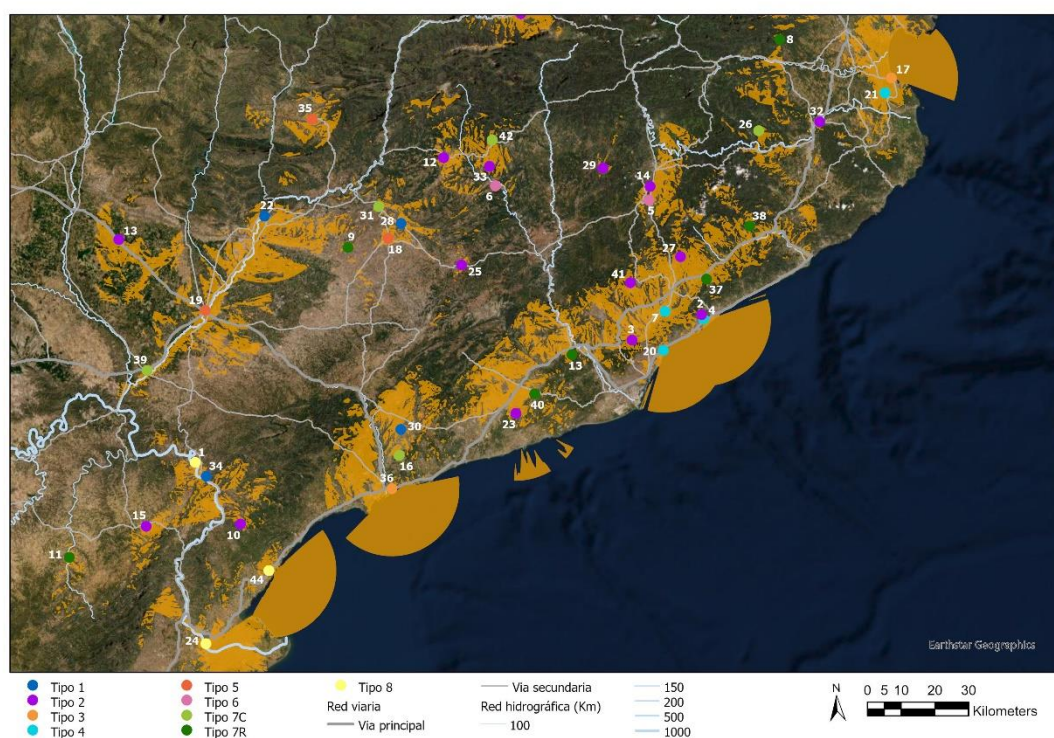 8
17
21
32
35
42
26
12
33
6
29
14
5
22
31
28
18
9
13
25
38
27
41
37
2
4
7
19
3
20
39
13
40
23
30
16
36
1
34
15
10
11
44
24
Earthstar Geographics
Tipo 1
Tipo 2
Tipo 3
Tipo 4
Tipo 5
Tipo 6
Tipo 7C
Tipo 7R
Tipo 8
Red viaria
Via principal
Via secundaria
Red hidrográfica (Km)
100
150
200
500
1000
N
0 5 10 20 30
Kilometers